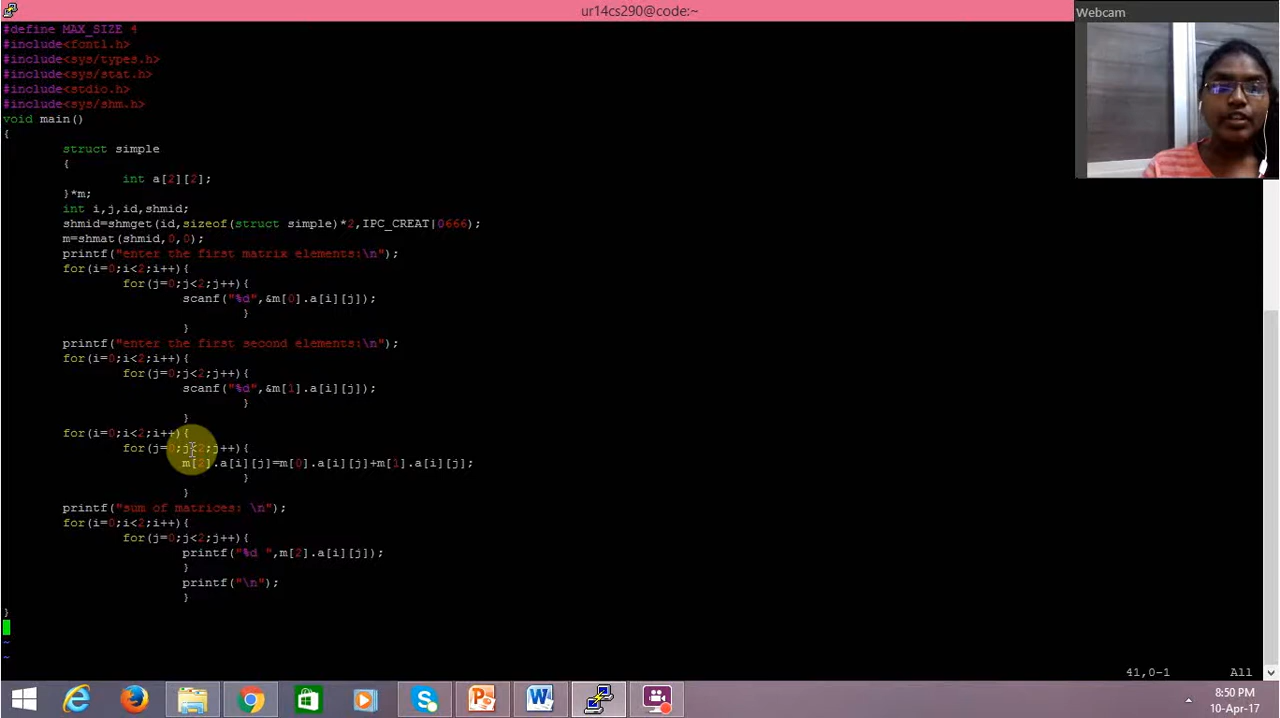 ur14cs290@code:~
Webcam
#define MAX_SIZE 4
#include<fcntl.h>
#include<sys/types.h>
#include<sys/stat.h>
#include<stdio.h>
#include<sys/shm.h>
void main()
{
struct simple
{
int a[2][2];
}*m;
int i,j,id,shmid;
shmid=shmget(id,sizeof(struct simple)*2,IPC_CREAT|0666);
m=shmat(shmid,0,0);
printf("enter the first matrix elements:\n");
for(i=0;i<2;i++){
for(j=0;j<2;j++){
scanf("%d",&m[0].a[i][j]);
}
}
printf("enter the first second elements:\n");
for(i=0;i<2;i++){
for(j=0;j<2;j++){
scanf("%d",&m[1].a[i][j]);
}
}
for(i=0;i<2;i++){
for(j=0;j<2;j++){
m[2].a[i][j]=m[0].a[i][j]+m[1].a[i][j];
}
}
printf("sum of matrices: \n");
for(i=0;i<2;i++){
for(j=0;j<2;j++){
printf("%d ",m[2].a[i][j]);
}
printf("\n");
}
}
~
~
41,0-1 All
8:50 PM
10-Apr-17